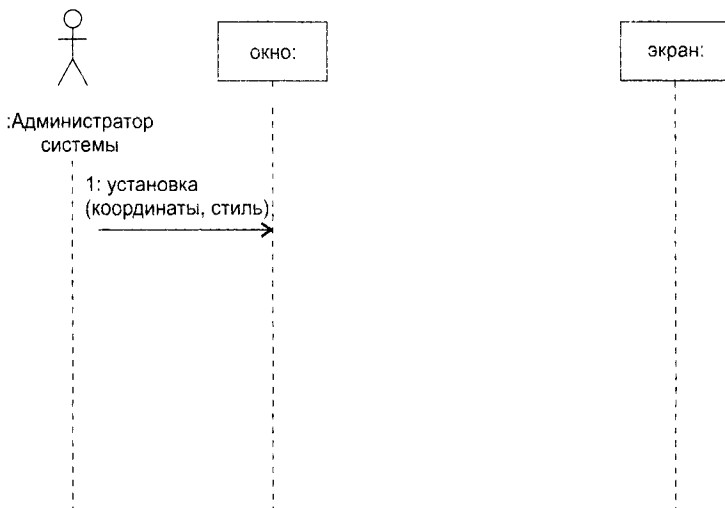 окно:
экран:
:Администратор
системы
1: установка
(координаты, стиль)